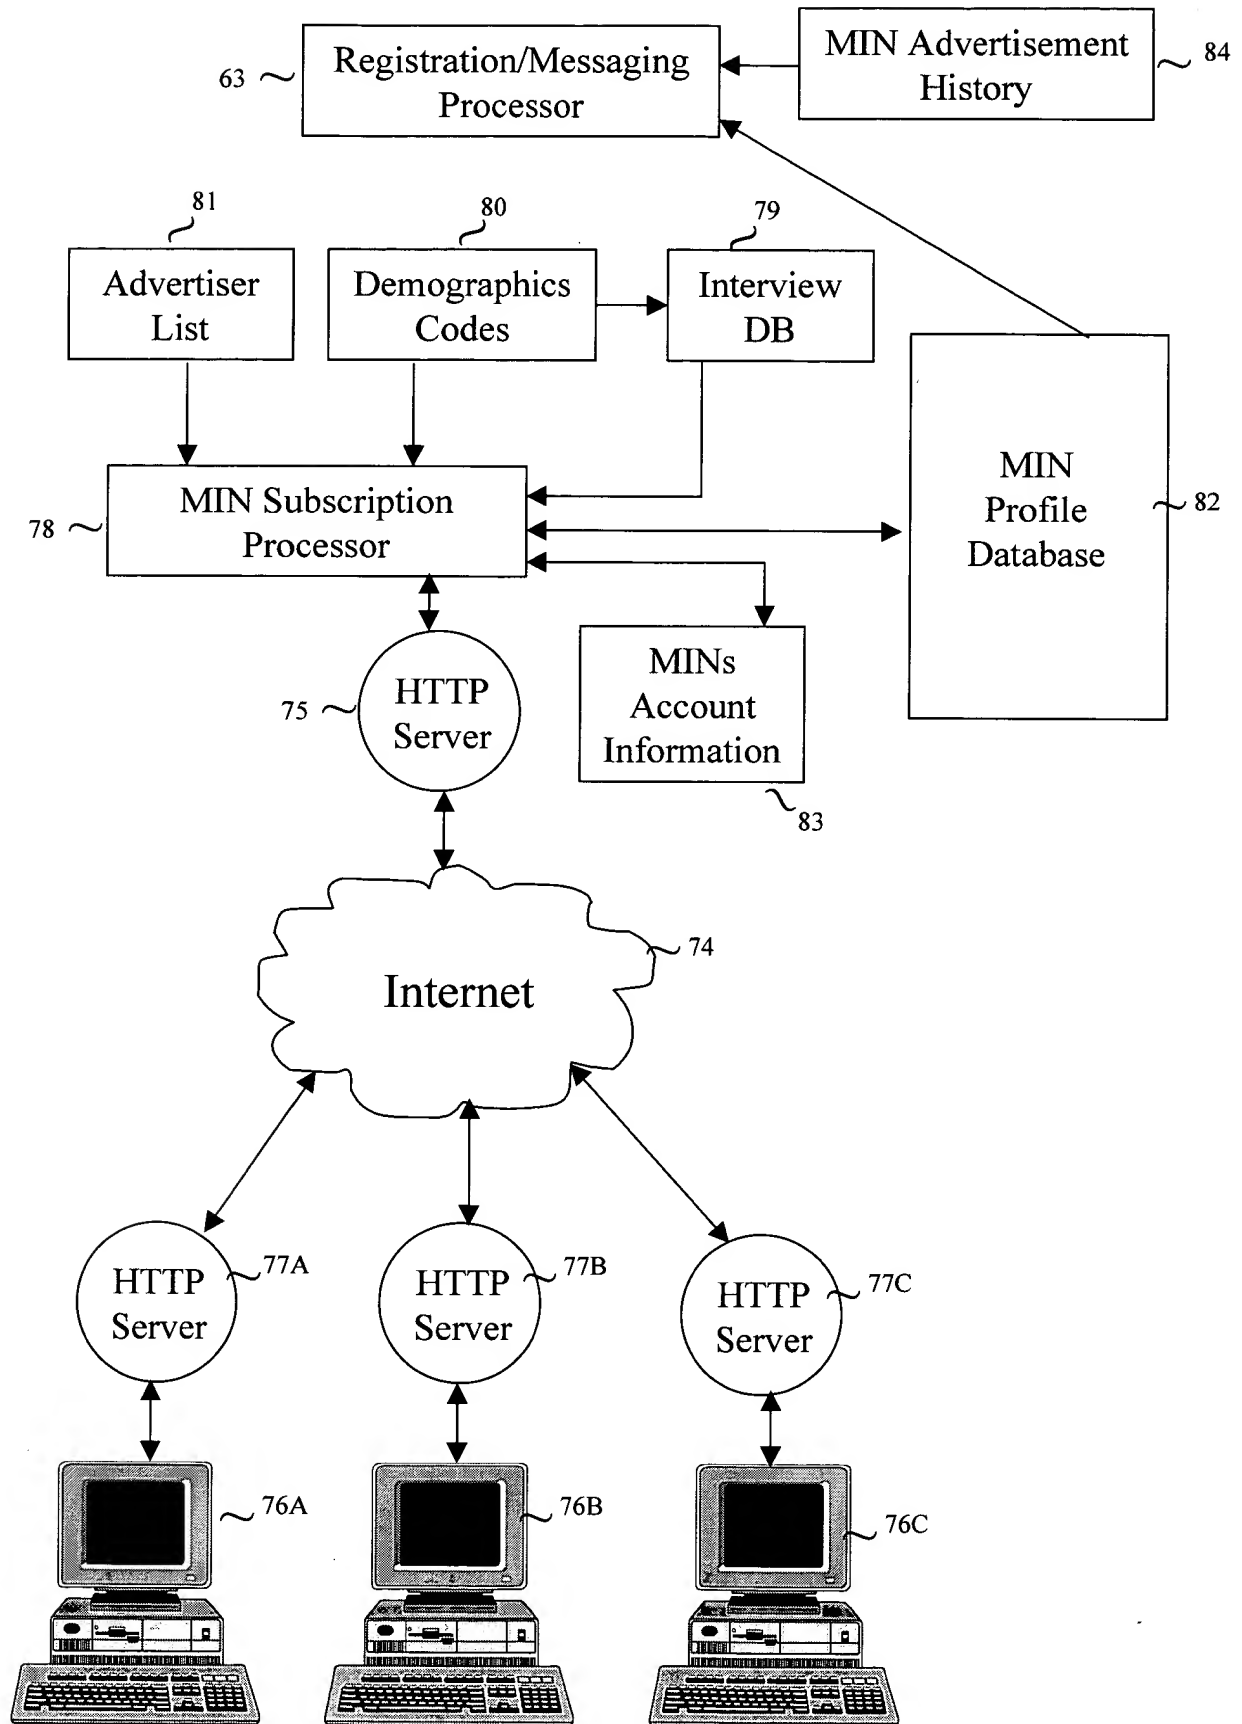 63
Registration/Messaging
Processor
MIN Advertisement
History
84
81
80
79
Advertiser
List
Demographics
Codes
Interview
DB
78
MIN Subscription
Processor
MIN
Profile
Database
82
75
HTTP
Server
MINs
Account
Information
83
74
Internet
HTTP
Server
77A
HTTP
Server
77B
HTTP
Server
77C
76A
76B
76C